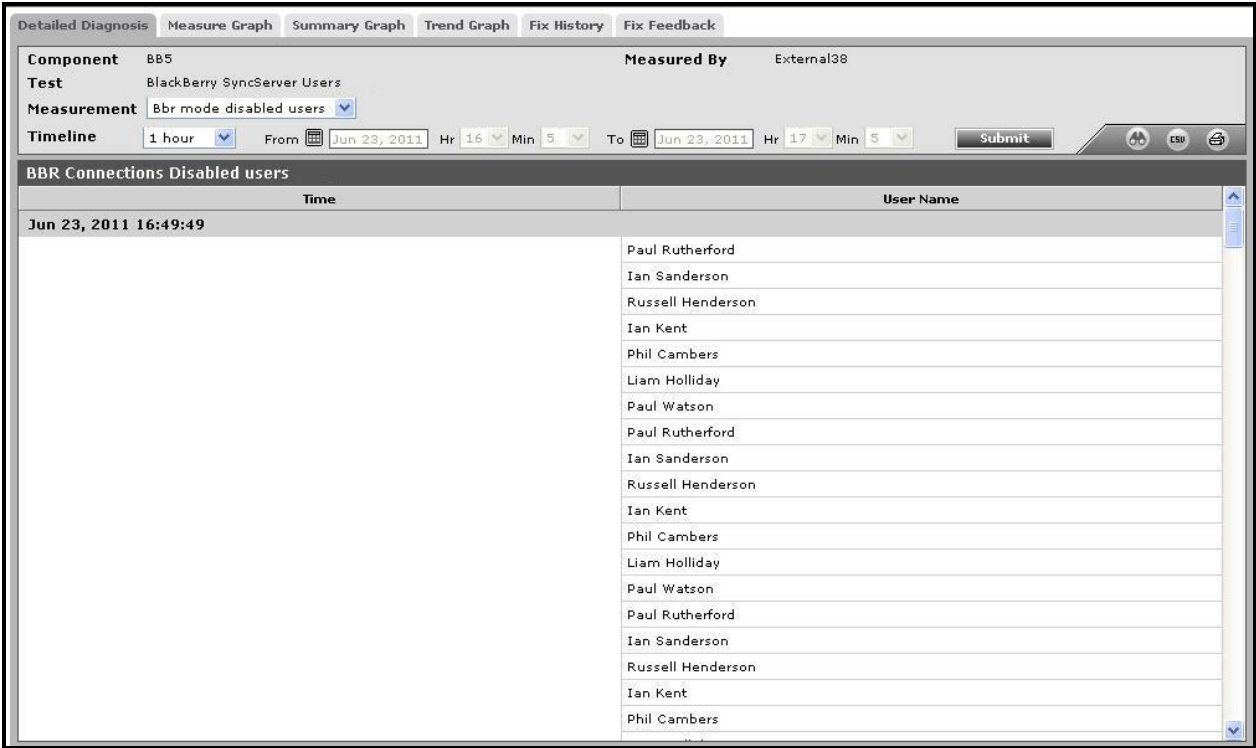 Detailed Diagnosis Measure Graph Summary Graph Trend Graph Fix History Fix Feedback
Component BB5 Measured By External38
Test BlackBerry SyncServer Users
Measurement Bbr mode disabled users
Timeline 1 hour From Jun 23, 2011 Hr 16 Min 5 To Jun 23, 2011 Hr 17 Min 5 Submit CSV
BBR Connections Disabled users
Time User Name
Jun 23, 2011 16:49:49
Paul Rutherford
Ian Sanderson
Russell Henderson
Ian Kent
Phil Cambers
Liam Holliday
Paul Watson
Paul Rutherford
Ian Sanderson
Russell Henderson
Ian Kent
Phil Cambers
Liam Holliday
Paul Watson
Paul Rutherford
Ian Sanderson
Russell Henderson
Ian Kent
Phil Cambers